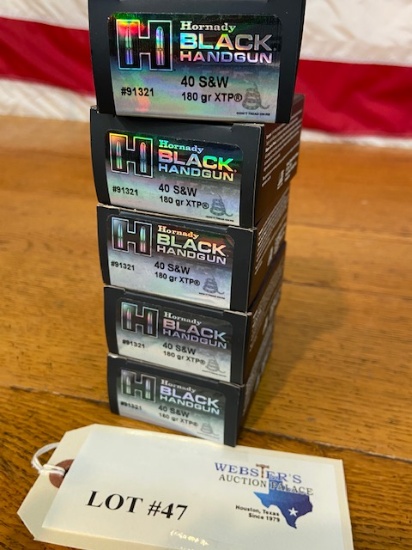 Hornady
BLACK
HANDGUN
#91321
40 S&W
180 gr XTP®
Hornady
BLACK
HANDGUN
#91321
40 S&W
180 gr XTP®
Hornady
BLACK
HANDGUN
#91321
40 S&W
180 gr XTP®
Hornady
BLACK
HANDGUN
#91321
40 S&W
180 gr XTP®
Hornady
BLACK
HANDGUN
#91321
40 S&W
180 gr XTP®
LOT #47
WEBSTER'S
AUCTION PALACE
Houston, Texas
Since 1979